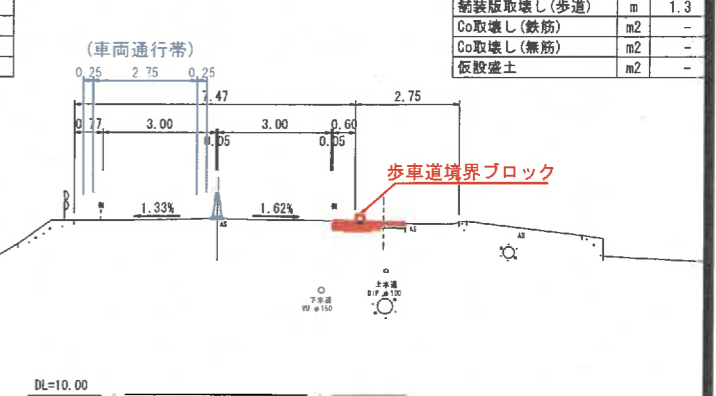 舗装版取壊し(歩道) m 1.3
Co取壊し(鉄筋) m2 -
Co取壊し(無筋) m2 -
仮設盛土 m2 -
(車両通行帯)
0.25 2.75 0.25
7.47 2.75
0.77 3.00 3.00 0.60
0.05 0.05
歩車道境界ブロック
1.33% 1.62%
AS AS AS
下水道
VU φ150
上水道
DIP φ100
DL=10.00